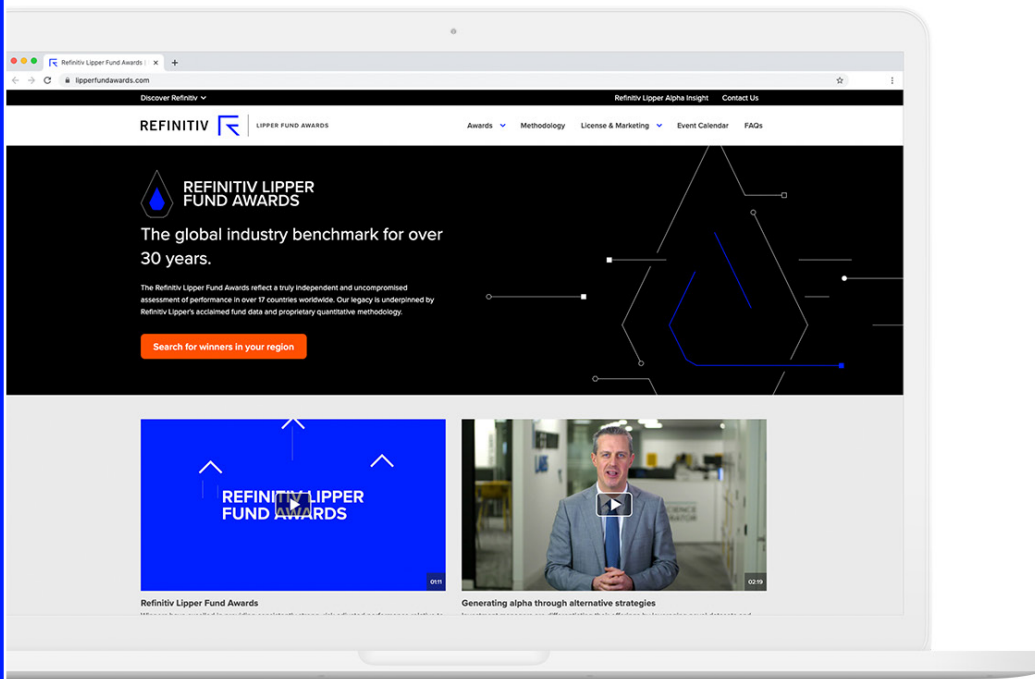 Refinitiv Lipper Fund Awards |
lipperfundawards.com
Discover Refinitiv
Refinitiv Lipper Alpha Insight Contact Us
REFINITIV LIPPER FUND AWARDS
Awards Methodology License & Marketing Event Calendar FAQs
REFINITIV LIPPER
FUND AWARDS
The global industry benchmark for over
30 years.
The Refinitiv Lipper Fund Awards reflect a truly independent and uncompromised
assessment of performance in over 17 countries worldwide. Our legacy is underpinned by
Refinitiv Lipper's acclaimed fund data and proprietary quantitative methodology.
Search for winners in your region
REFINITIV LIPPER
FUND AWARDS
01:11
02:19
Refinitiv Lipper Fund Awards
Generating alpha through alternative strategies